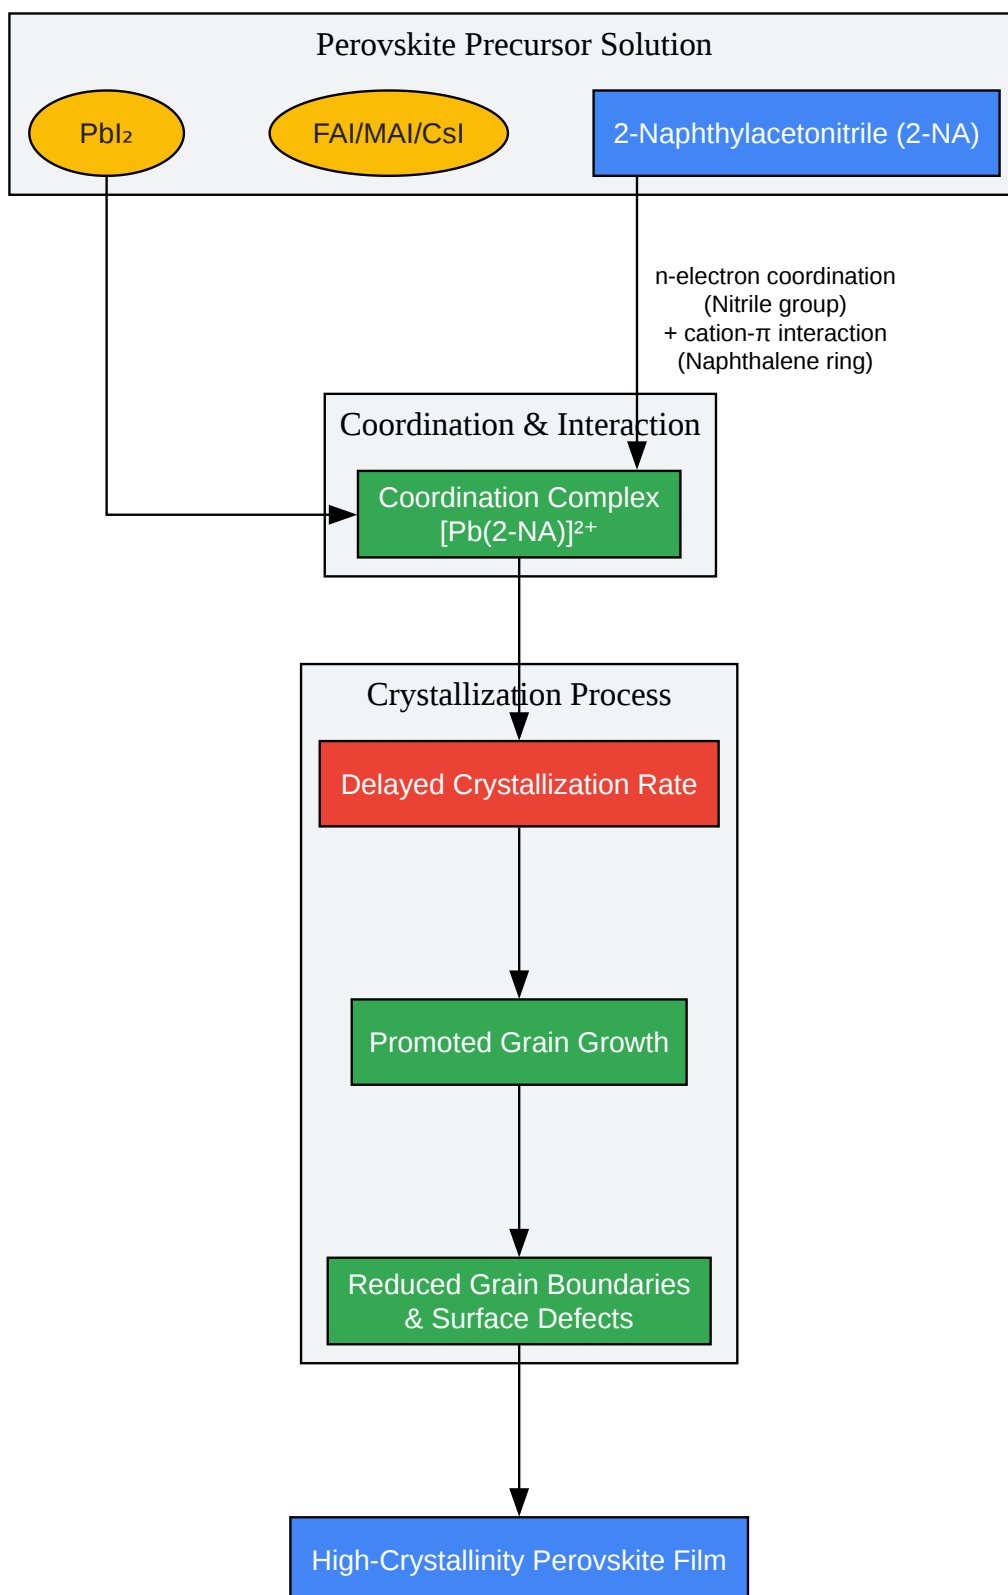 Perovskite Precursor Solution
PbI₂
FAI/MAI/CsI
2-Naphthylacetonitrile (2-NA)
n-electron coordination
(Nitrile group)
+ cation-π interaction
(Naphthalene ring)
Coordination & Interaction
Coordination Complex
[Pb(2-NA)]²⁺
Crystallization Process
Delayed Crystallization Rate
Promoted Grain Growth
Reduced Grain Boundaries
& Surface Defects
High-Crystallinity Perovskite Film